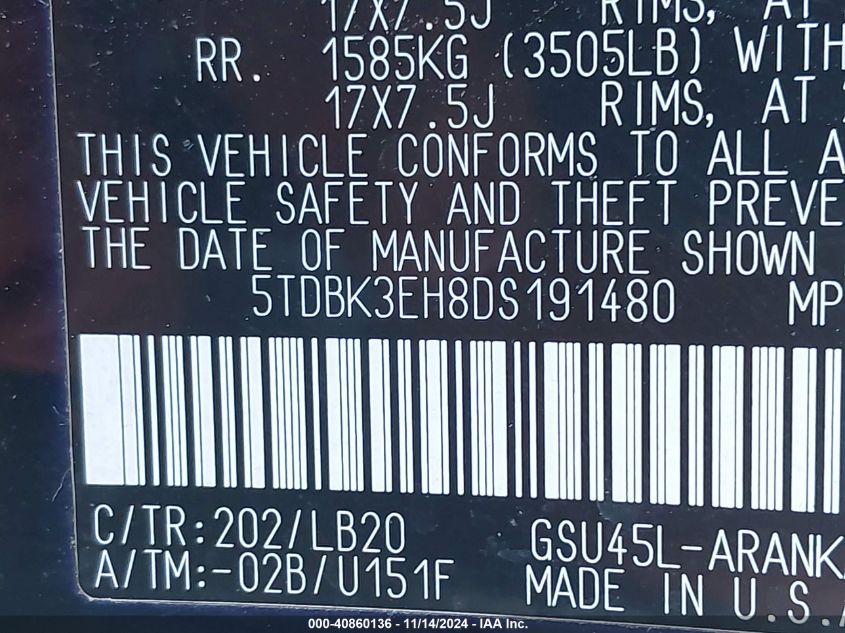 17X7.5J RIMS, AT
RR. 1585KG (3505LB) WITH
17X7.5J RIMS, AT
THIS VEHICLE CONFORMS TO ALL A
VEHICLE SAFETY AND THEFT PREVE
THE DATE OF MANUFACTURE SHOWN
5TDBK3EH8DS191480 MP
C/TR:202/LB20 GSU45L-ARANK
A/TM:-02B/U151F MADE IN U.S.A
000-40860136 - 11/14/2024 - IAA Inc.